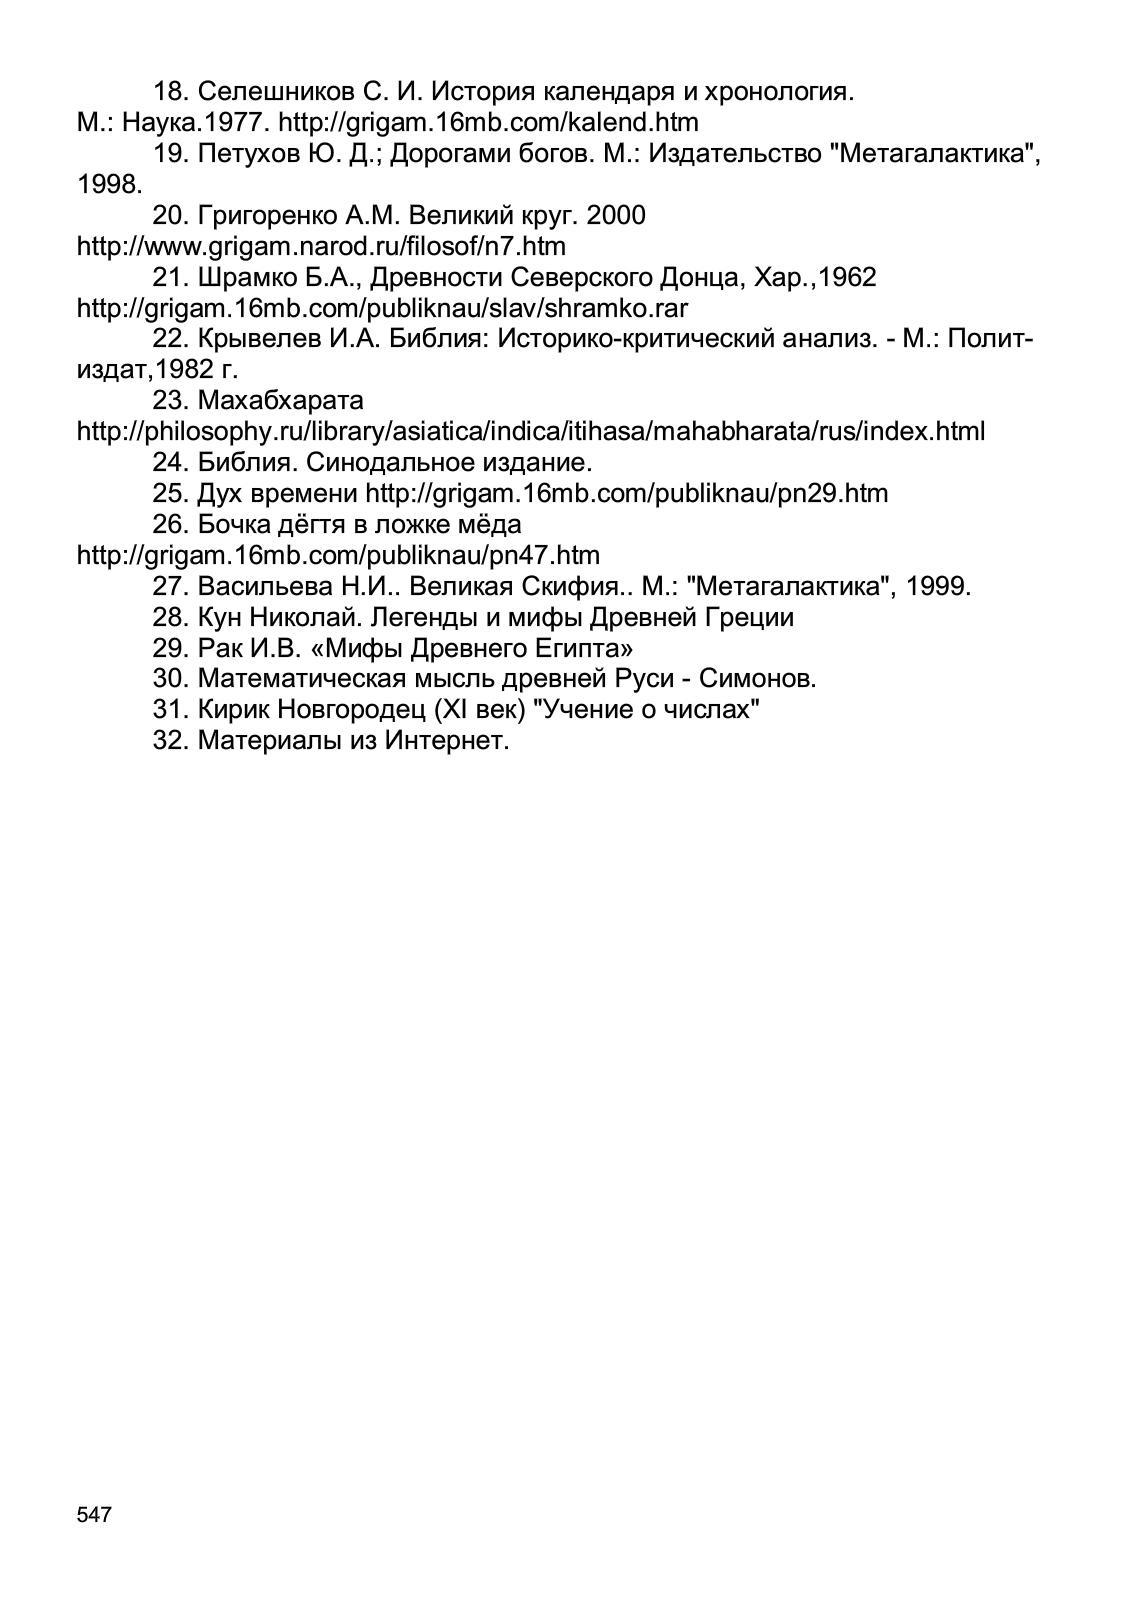 18. Селешников С. И. История календаря и хронология.
М.: Наука.1977. http://grigam.16mb.com/kalend.htm
19. Петухов Ю. Д.; Дорогами богов. М.: Издательство "Метагалактика",
1998.
20. Григоренко А.М. Великий круг. 2000
http://www.grigam.narod.ru/filosof/n7.htm
21. Шрамко Б.А., Древности Северского Донца, Хар.,1962
http://grigam.16mb.com/publiknau/slav/shramko.rar
22. Крывелев И.А. Библия: Историко-критический анализ. - М.: Полит-
издат,1982 г.
23. Махабхарата
http://philosophy.ru/library/asiatica/indica/itihasa/mahabharata/rus/index.html
24. Библия. Синодальное издание.
25. Дух времени http://grigam.16mb.com/publiknau/pn29.htm
26. Бочка дёгтя в ложке мёда
http://grigam.16mb.com/publiknau/pn47.htm
27. Васильева Н.И.. Великая Скифия.. М.: "Метагалактика", 1999.
28. Кун Николай. Легенды и мифы Древней Греции
29. Рак И.В. «Мифы Древнего Египта»
30. Математическая мысль древней Руси - Симонов.
31. Кирик Новгородец (XI век) "Учение о числах"
32. Материалы из Интернет.
547